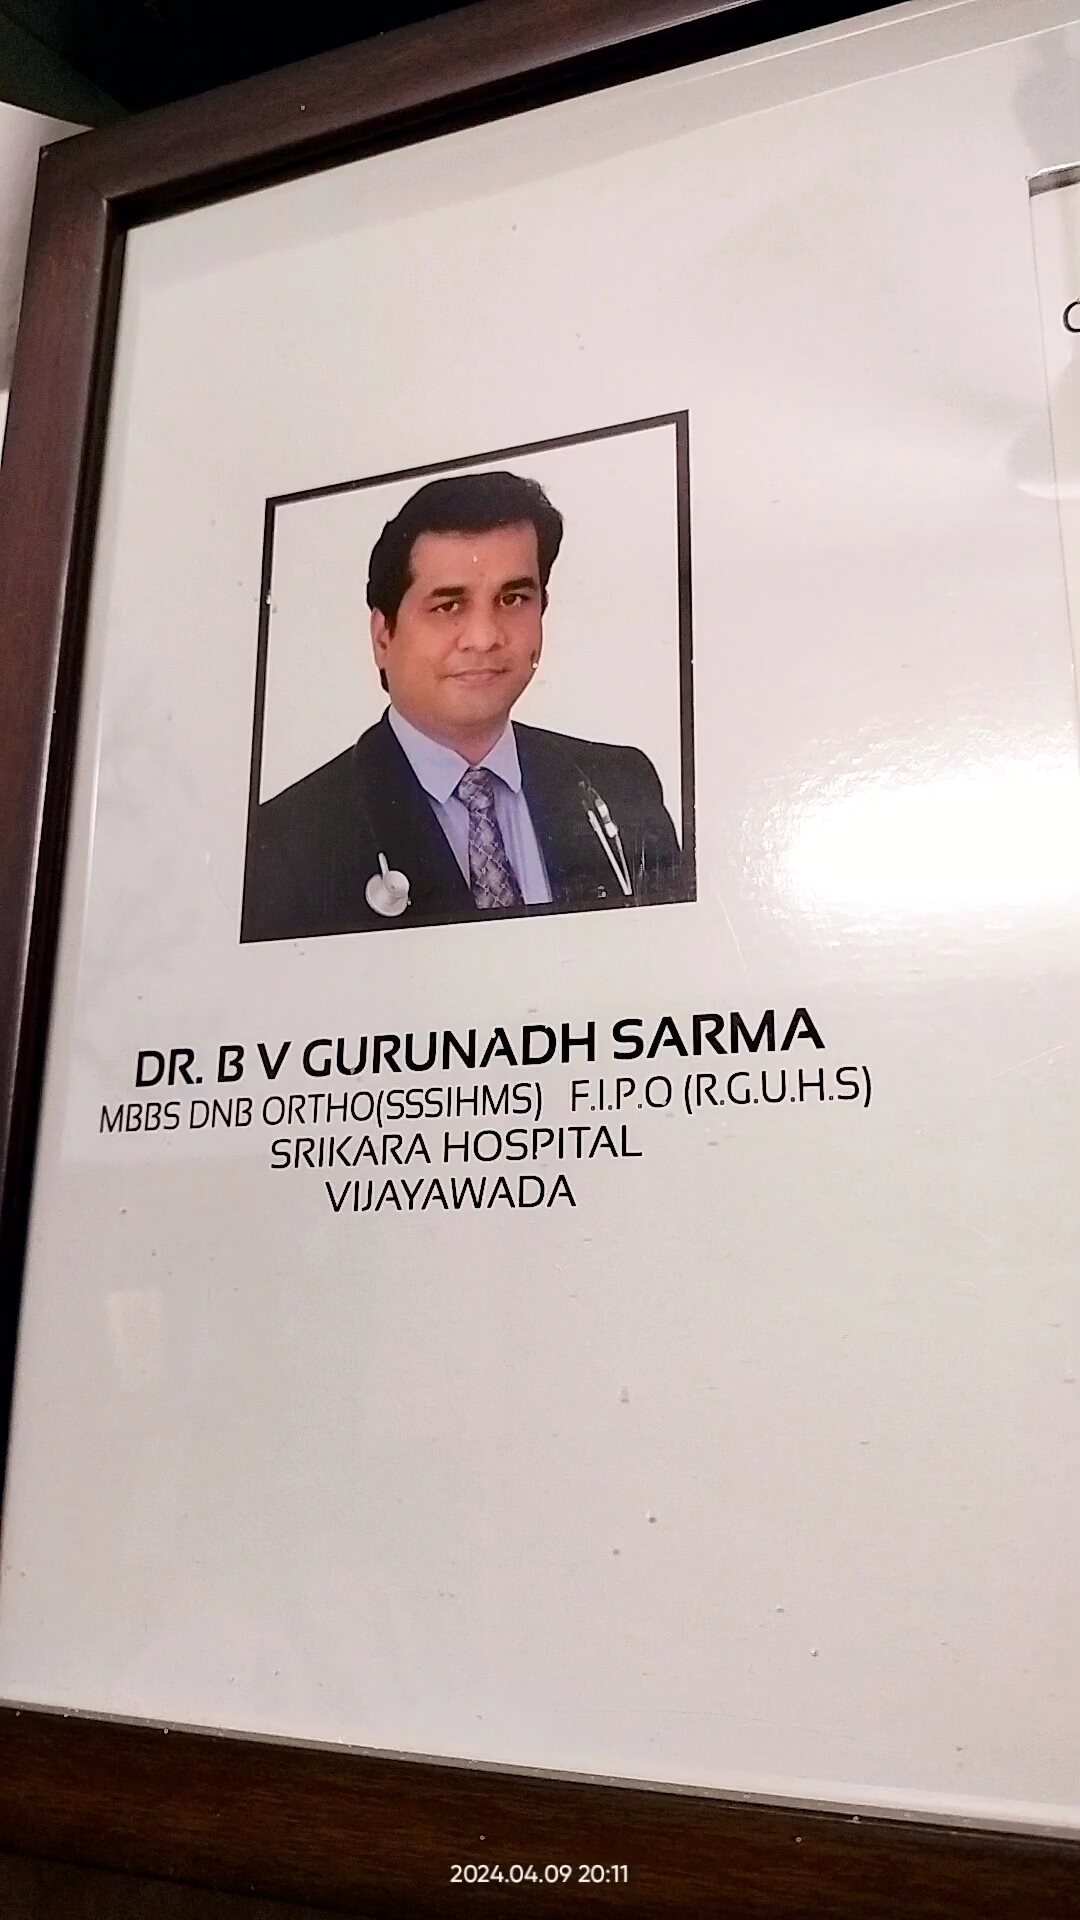 DR. B V GURUNADH SARMA
MBBS DNB ORTHO(SSSIHMS) F.I.P.O (R.G.U.H.S)
SRIKARA HOSPITAL
VIJAYAWADA
2024.04.09 20:11